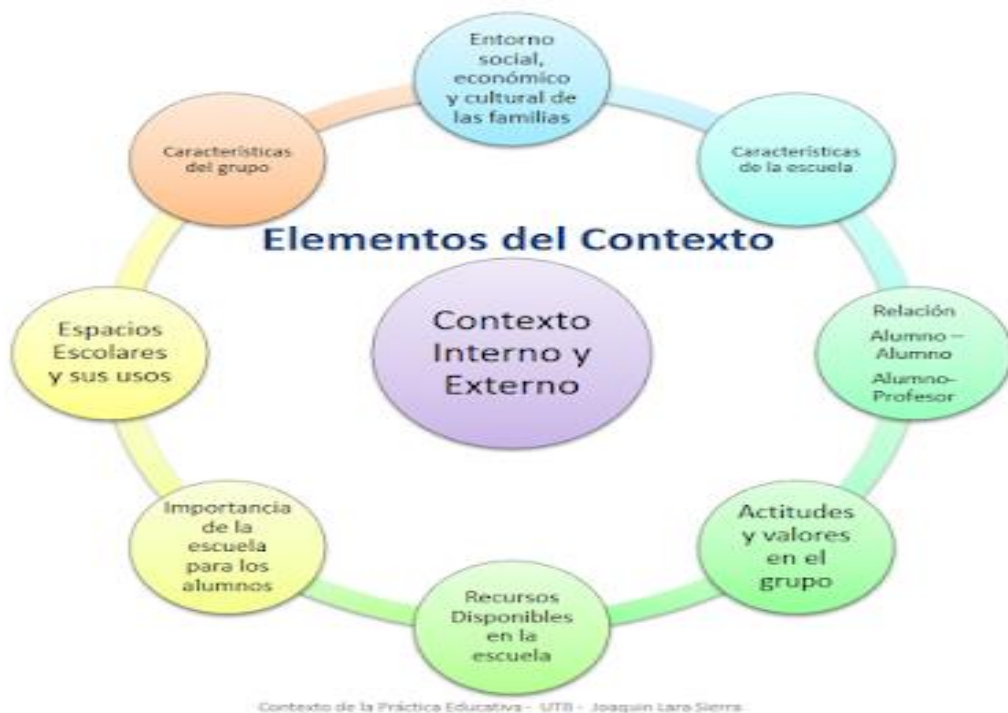 Entorno
social,
económico
y cultural de
las familias
Características
de la escuela
Relación
Alumno –
Alumno
Alumno-
Profesor
Actitudes
y valores
en el
grupo
Recursos
Disponibles
en la
escuela
Importancia
de la
escuela
para los
alumnos
Espacios
Escolares
y sus usos
Características
del grupo
Elementos del Contexto
Contexto
Interno y
Externo
Contexto de la Práctica Educativa - UTB - Joaquin Lara Sierra